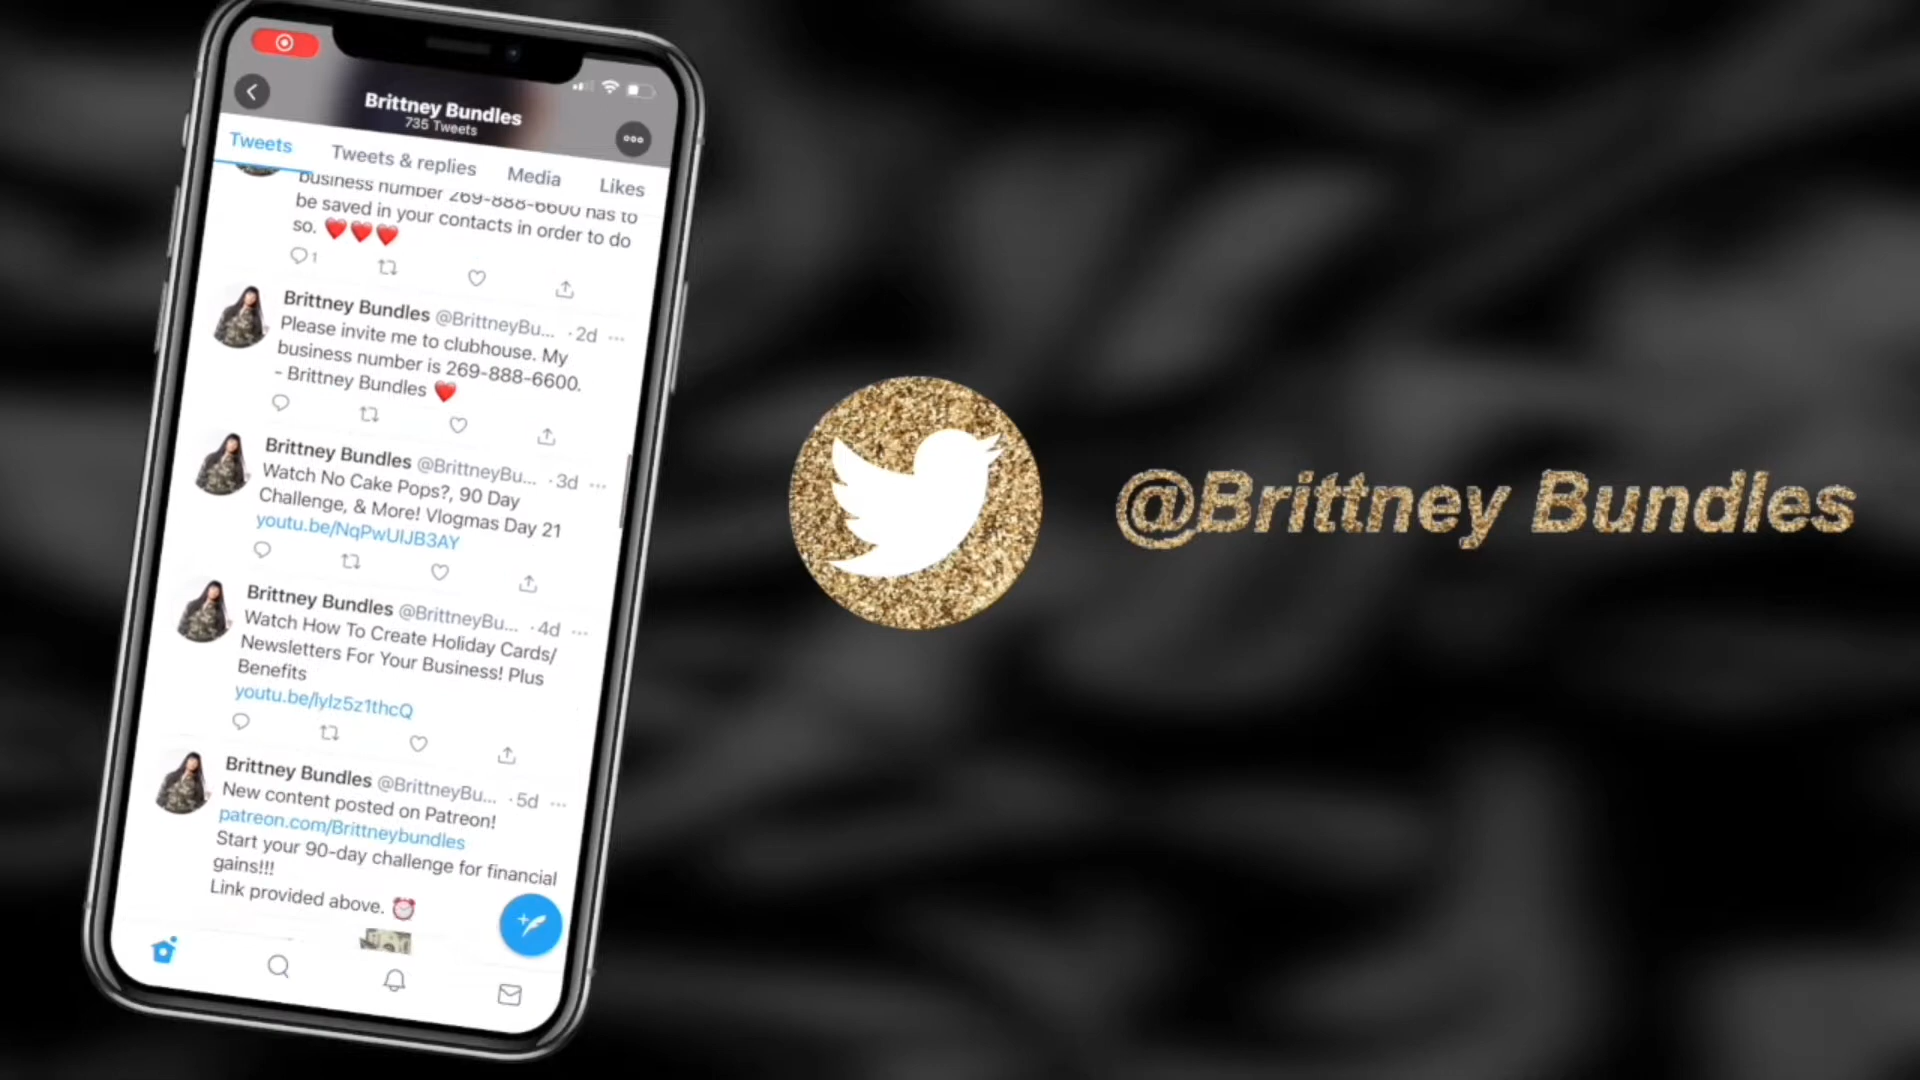 Brittney Bundles
735 Tweets
Tweets Tweets & replies Media Likes
business number 269-888-6600 has to
be saved in your contacts in order to do
so. ❤️❤️❤️
1
Brittney Bundles @BrittneyBu... · 2d ...
Please invite me to clubhouse. My
business number is 269-888-6600.
- Brittney Bundles ❤️
Brittney Bundles @BrittneyBu... · 3d ...
Watch No Cake Pops?, 90 Day
Challenge, & More! Vlogmas Day 21
youtu.be/NqPwUIJB3AY
Brittney Bundles @BrittneyBu... · 4d ...
Watch How To Create Holiday Cards/
Newsletters For Your Business! Plus
Benefits
youtu.be/lylz5z1thcQ
Brittney Bundles @BrittneyBu... · 5d ...
New content posted on Patreon!
patreon.com/Brittneybundles
Start your 90-day challenge for financial
gains!!!
Link provided above. ⏰
@Brittney Bundles